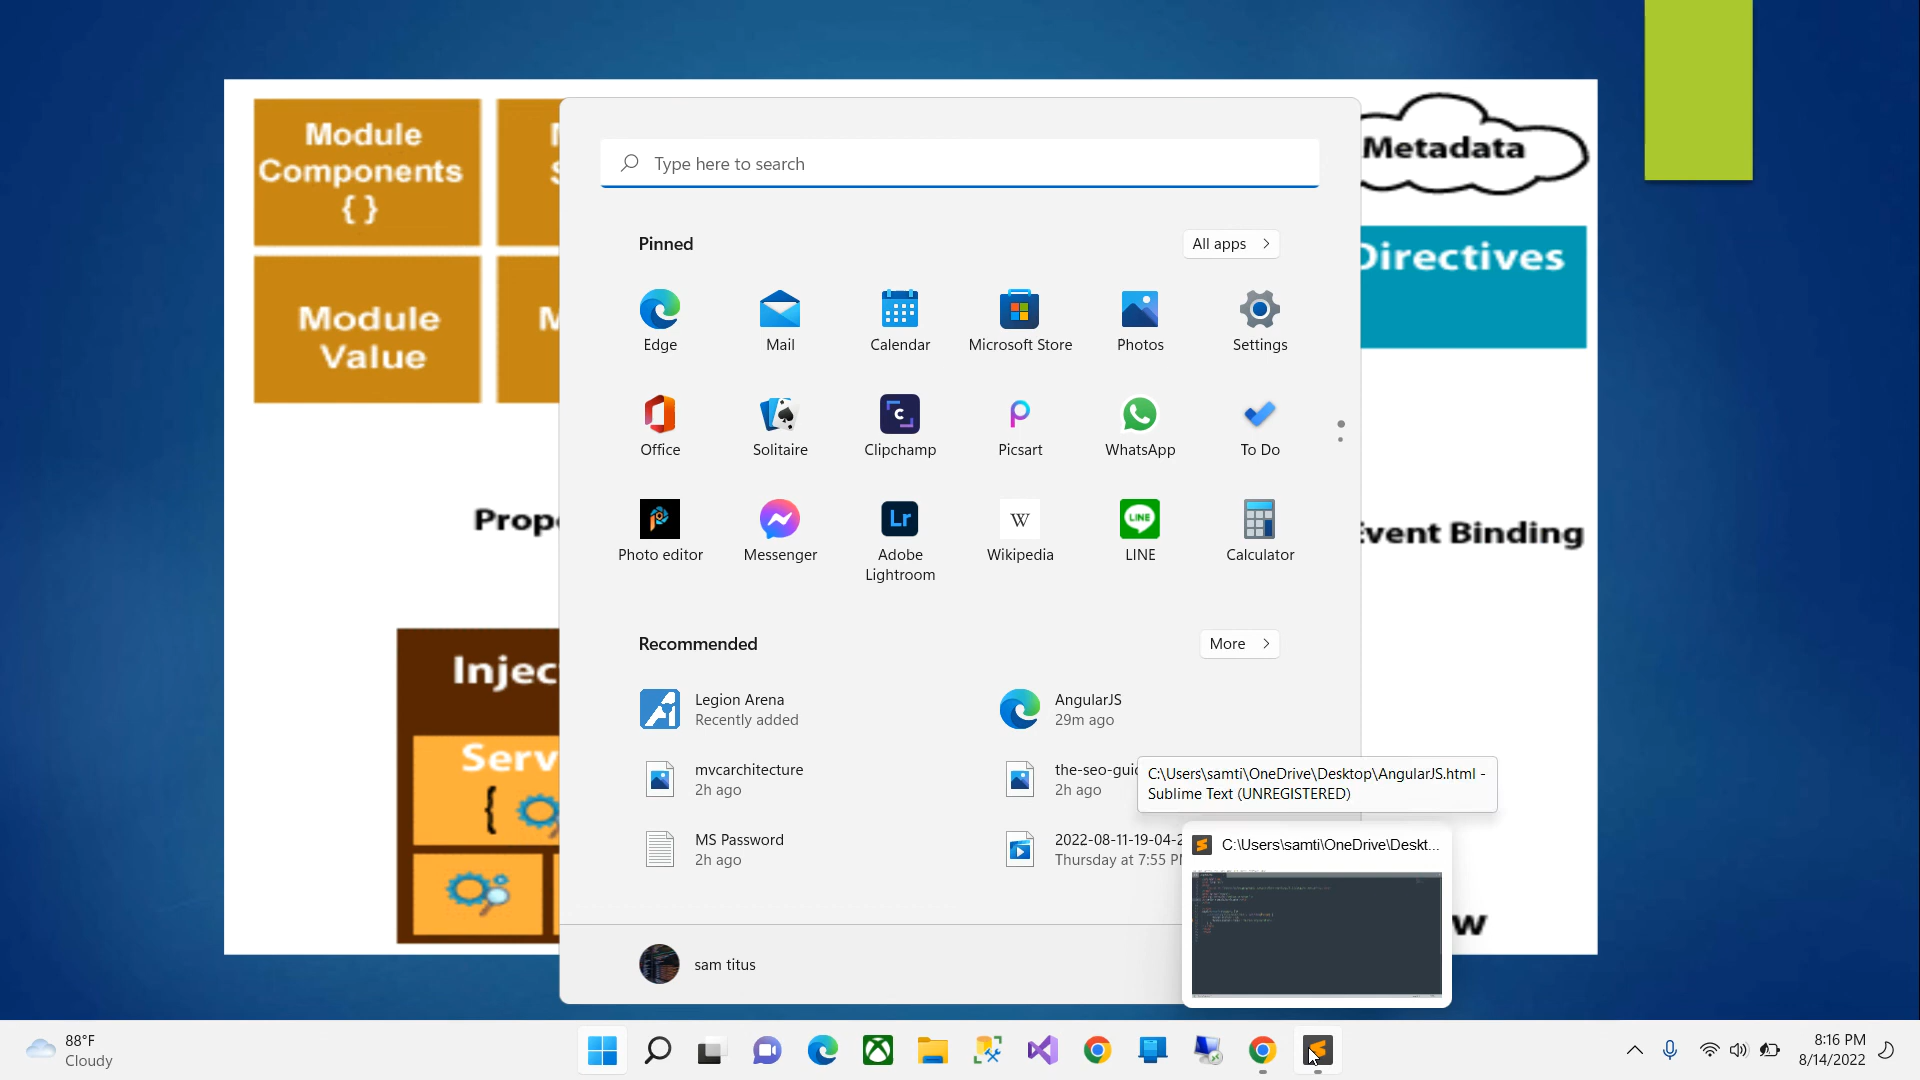 Module
Components
{ }
Metadata
Directives
Module
Value
Event Binding
Type here to search
Pinned
All apps
Edge
Mail
Calendar
Microsoft Store
Photos
Settings
Office
Solitaire
Clipchamp
Picsart
WhatsApp
To Do
Photo editor
Messenger
Adobe
Lightroom
Wikipedia
LINE
Calculator
Recommended
More
Legion Arena
Recently added
AngularJS
29m ago
mvcarchitecture
2h ago
the-seo-guid
2h ago
C:\Users\samti\OneDrive\Desktop\AngularJS.html -
Sublime Text (UNREGISTERED)
MS Password
2h ago
2022-08-11-19-04-2
Thursday at 7:55 P
C:\Users\samti\OneDrive\Deskt...
sam titus
Prop
Injec
Serv
{
w
88°F
Cloudy
8:16 PM
8/14/2022